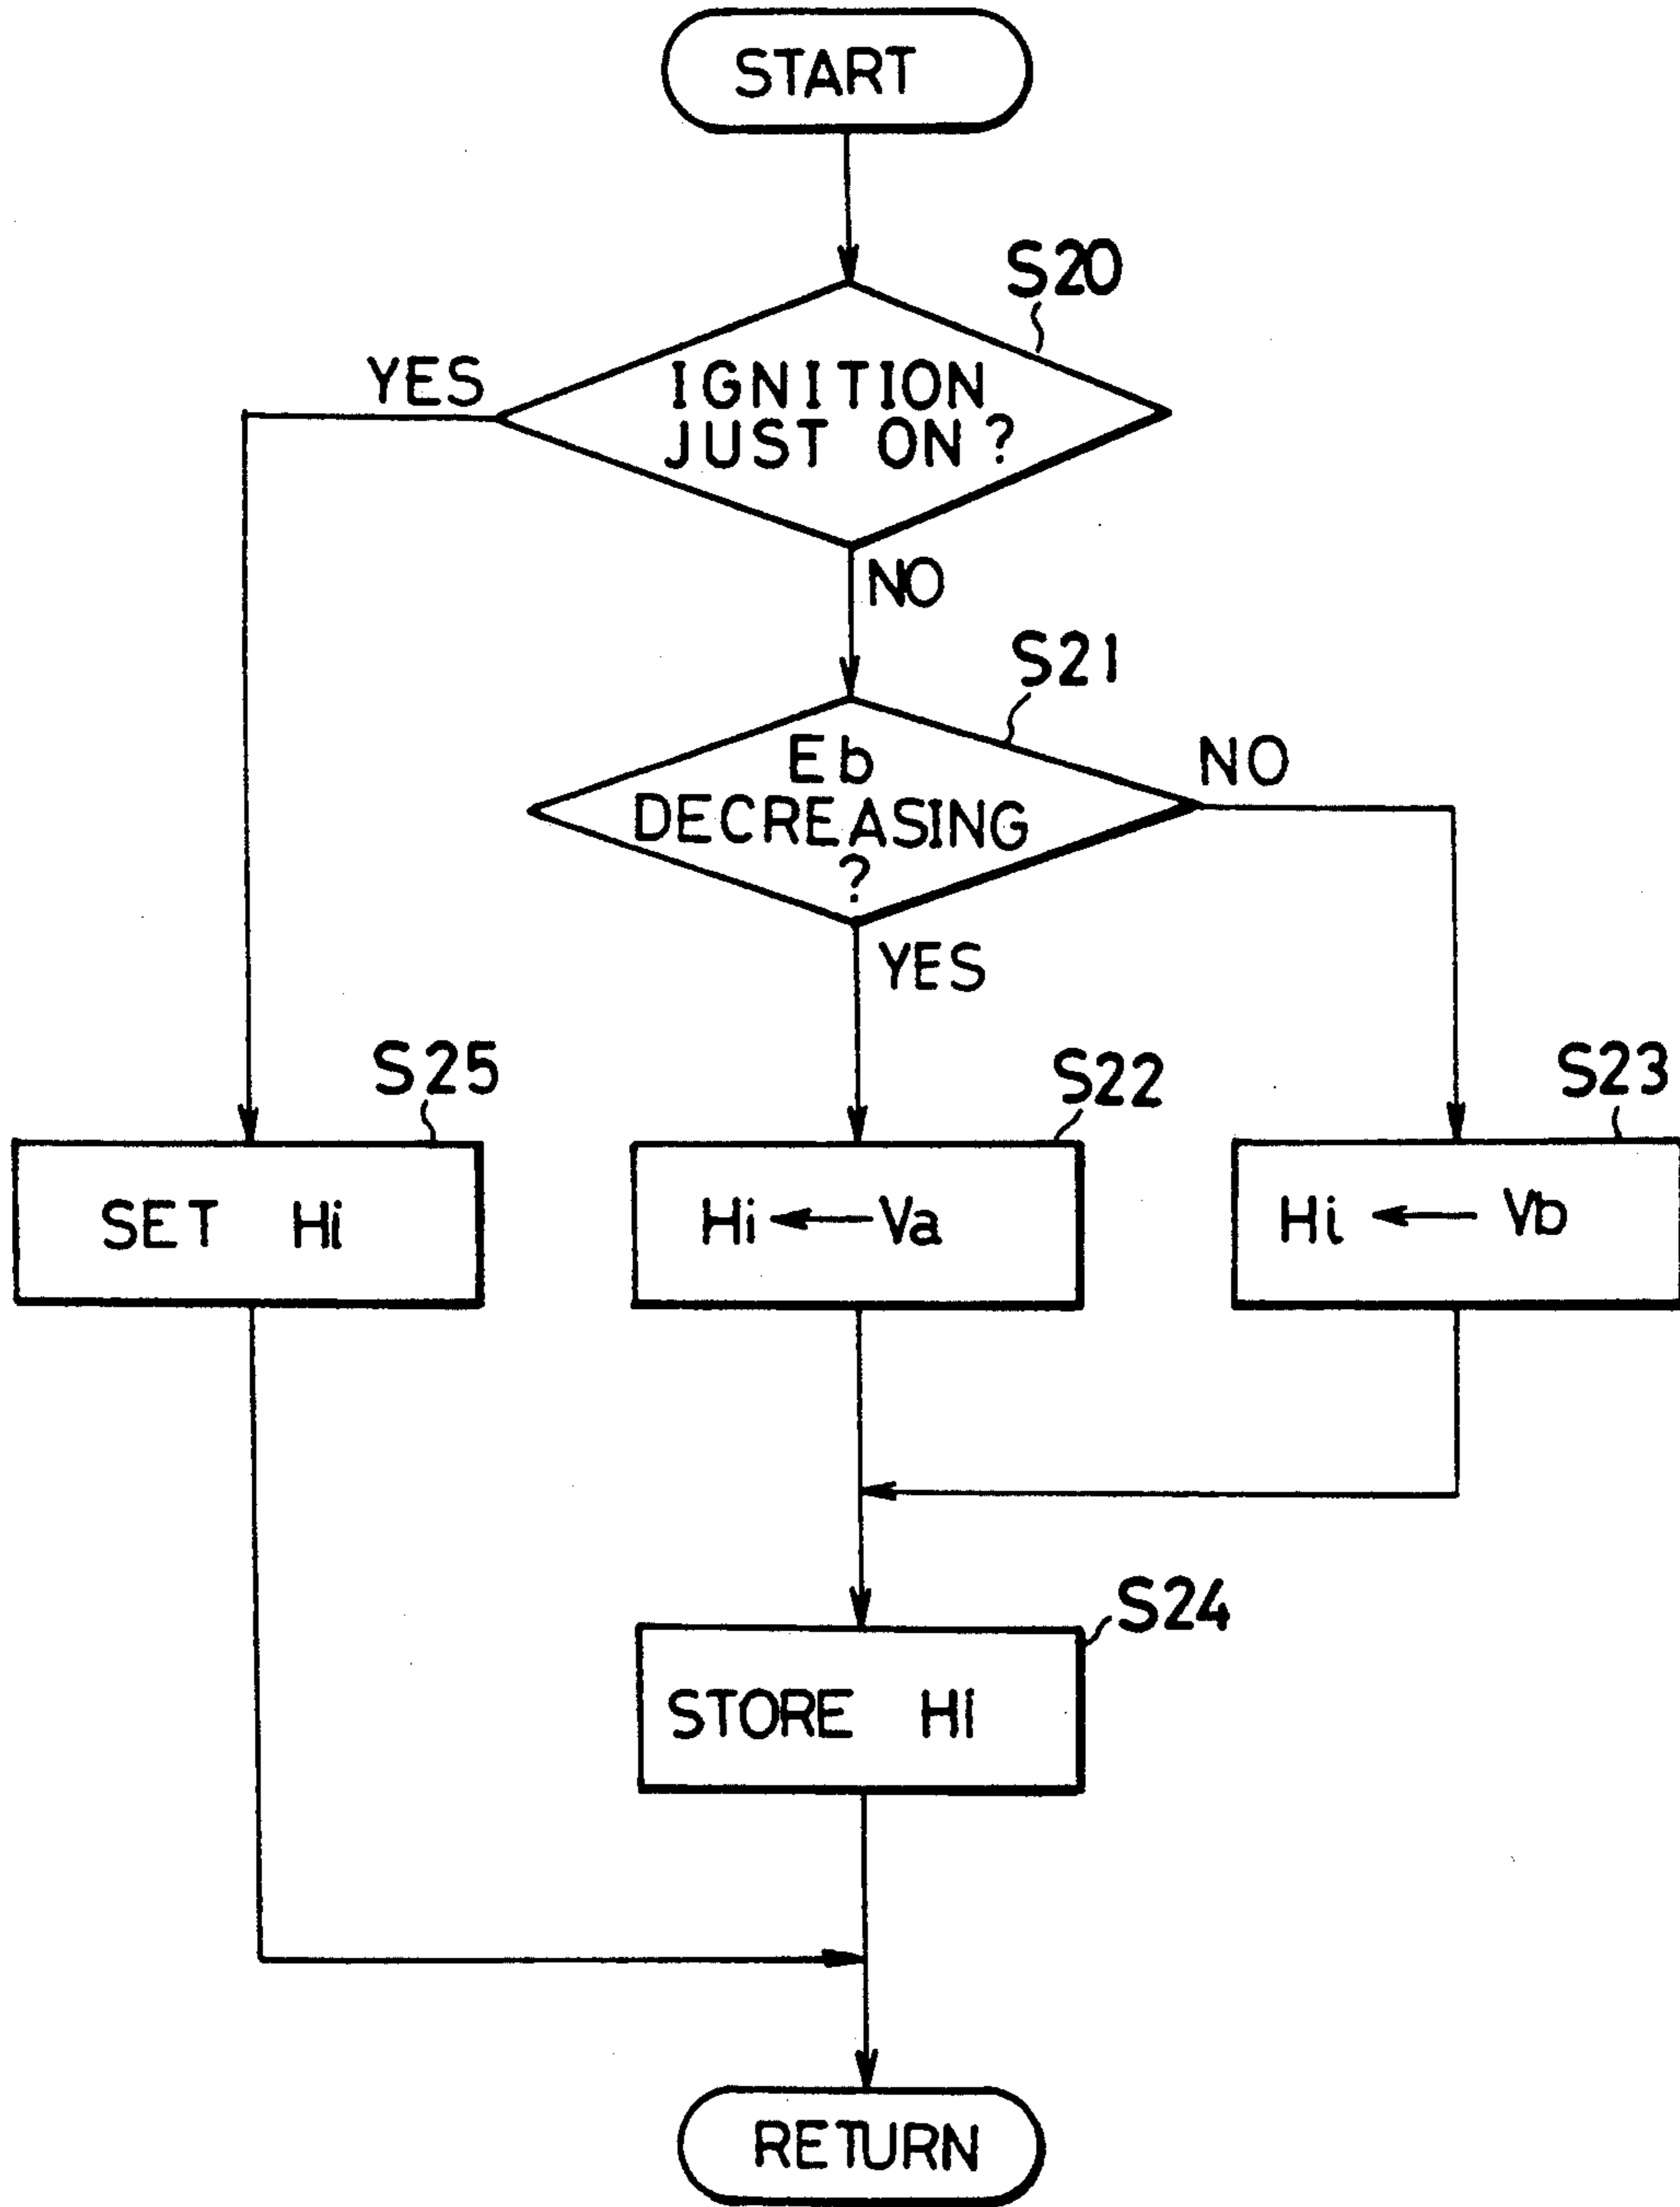 START
S20
YES
IGNITION
JUST ON?
NO
S21
Eb
DECREASING
?
NO
YES
S25
S22
S23
SET Hi
Hi ← Va
Hi ← Vb
S24
STORE Hi
RETURN